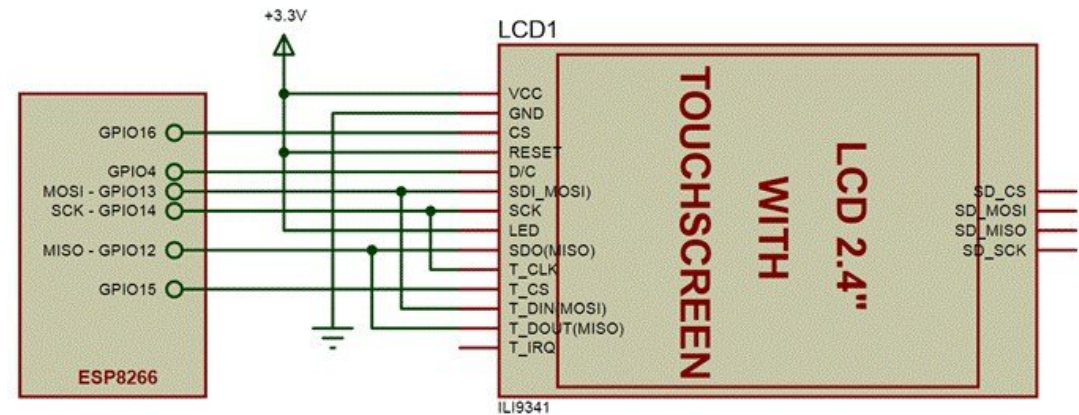 +3.3V
LCD1
GPIO16
GPIO4
MOSI - GPIO13
SCK - GPIO14
MISO - GPIO12
GPIO15
ESP8266
VCC
GND
CS
RESET
D/C
SDI_MOSI)
SCK
LED
SDO(MISO)
T_CLK
T_CS
T_DIN(MOSI)
T_DOUT(MISO)
T_IRQ
LCD 2.4"
WITH
TOUCHSCREEN
SD_CS
SD_MOSI
SD_MISO
SD_SCK
ILI9341